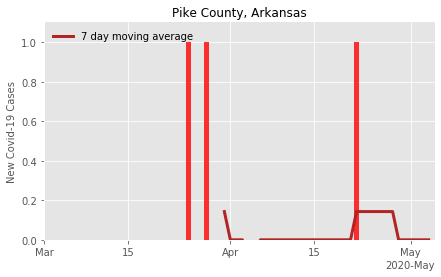 Pike County, Arkansas
7 day moving average
New Covid-19 Cases
1.0
0.8
0.6
0.4
0.2
0.0
Mar 15 Apr 15 May
2020-May